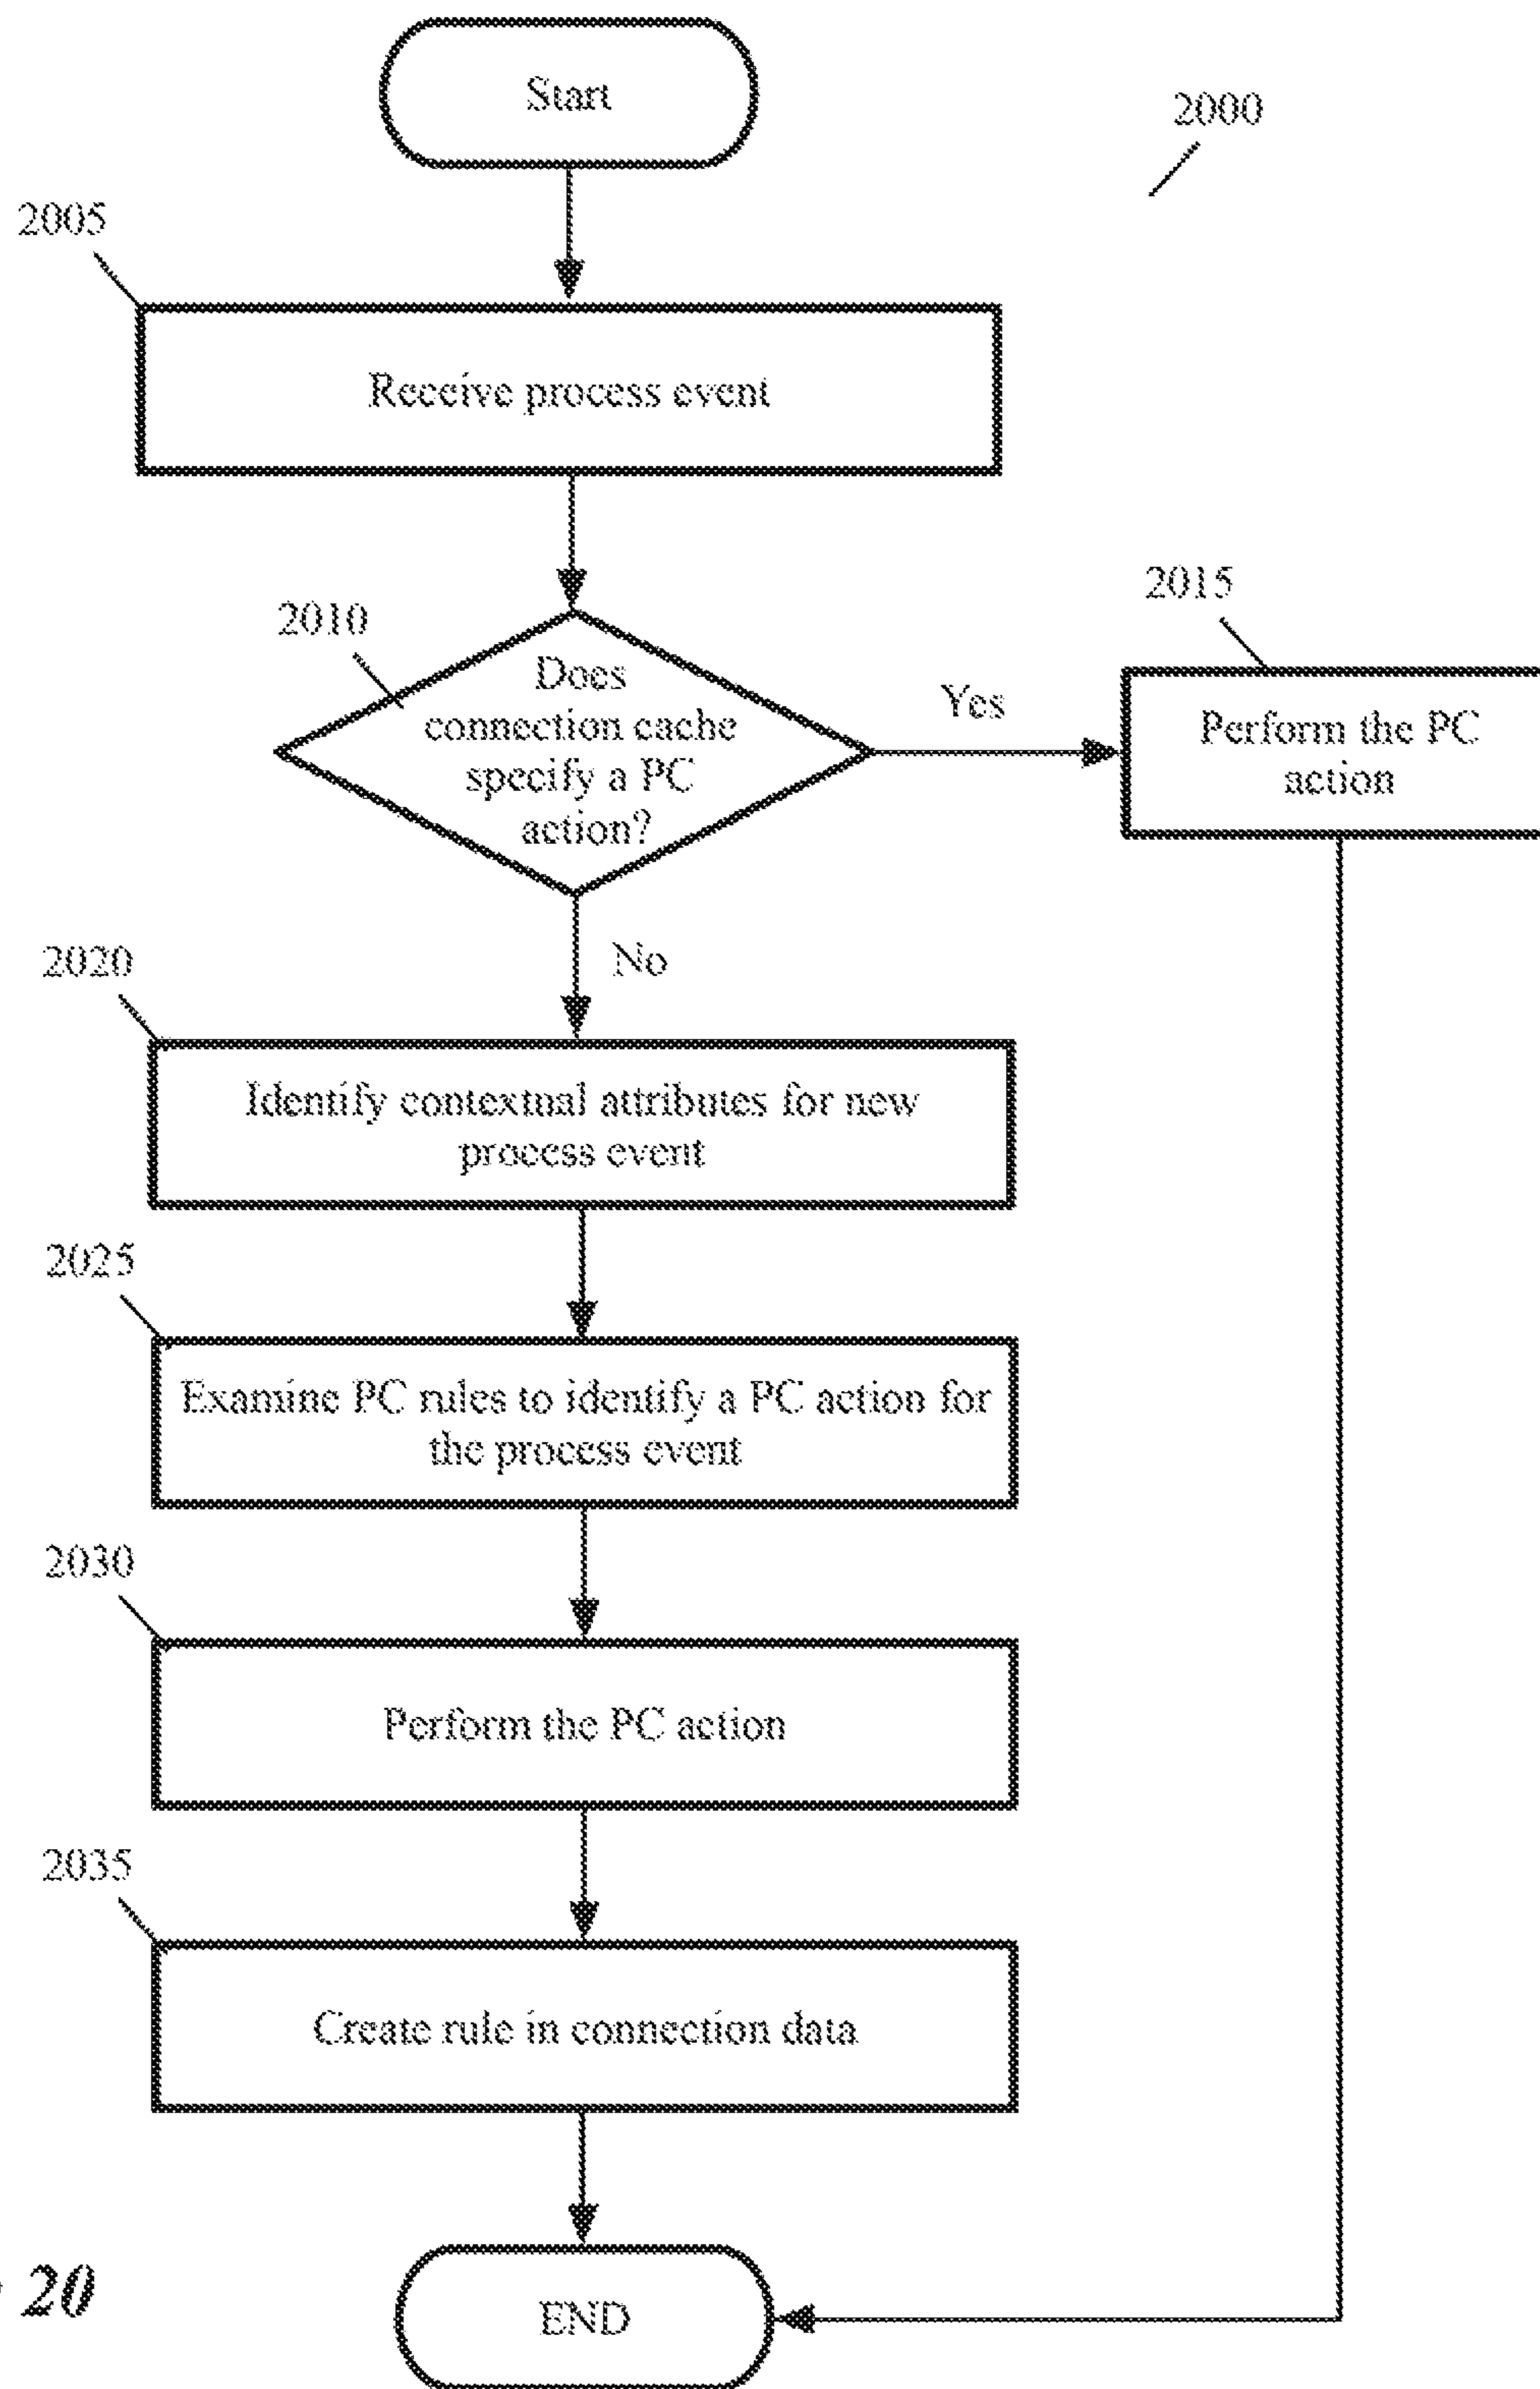 Start
2000
2005
Receive process event
2010
Does
connection cache
specify a PC
action?
Yes
2015
Perform the PC
action
No
2020
Identify contextual attributes for new
process event
2025
Examine PC rules to identify a PC action for
the process event
2030
Perform the PC action
2035
Create rule in connection data
END
20